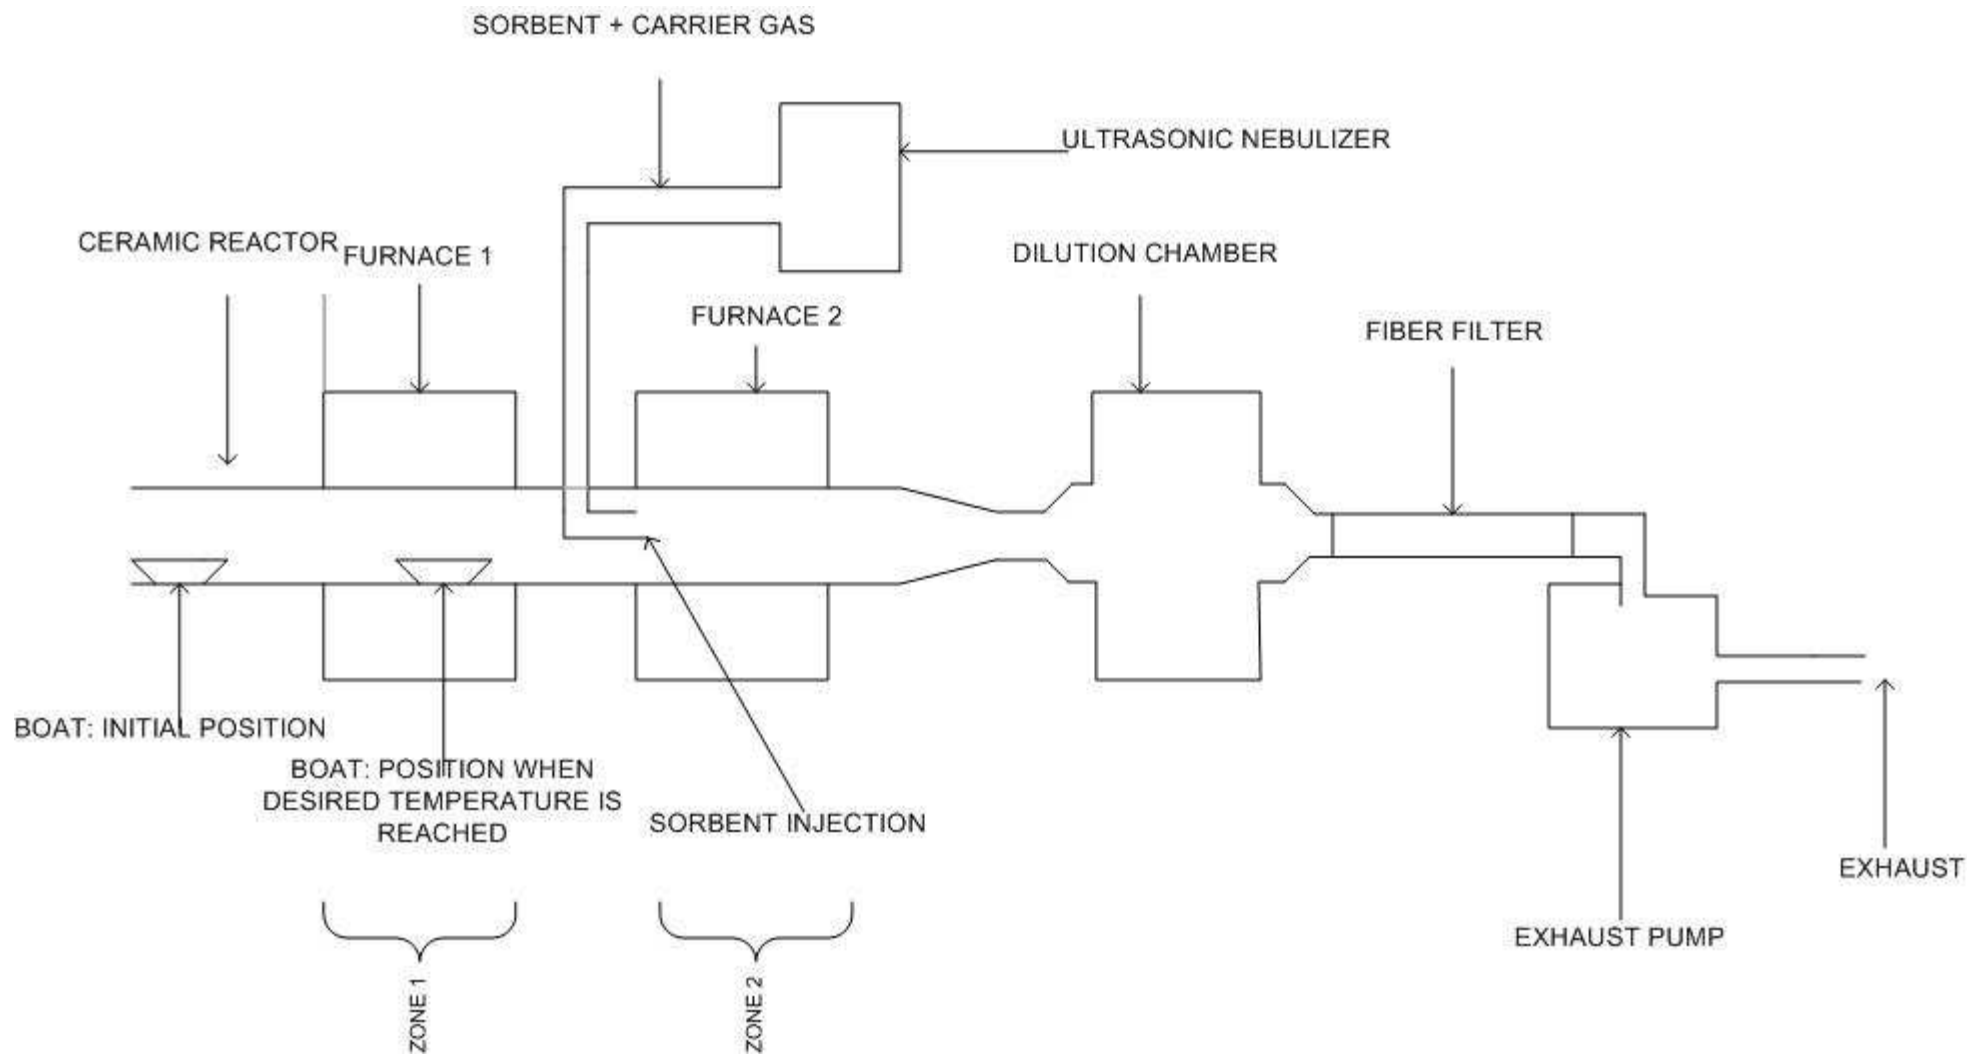 SORBENT + CARRIER GAS
ULTRASONIC NEBULIZER
CERAMIC REACTOR
FURNACE 1
DILUTION CHAMBER
FURNACE 2
FIBER FILTER
BOAT: INITIAL POSITION
BOAT: POSITION WHEN
DESIRED TEMPERATURE IS
REACHED
SORBENT INJECTION
EXHAUST
EXHAUST PUMP
ZONE 1
ZONE 2